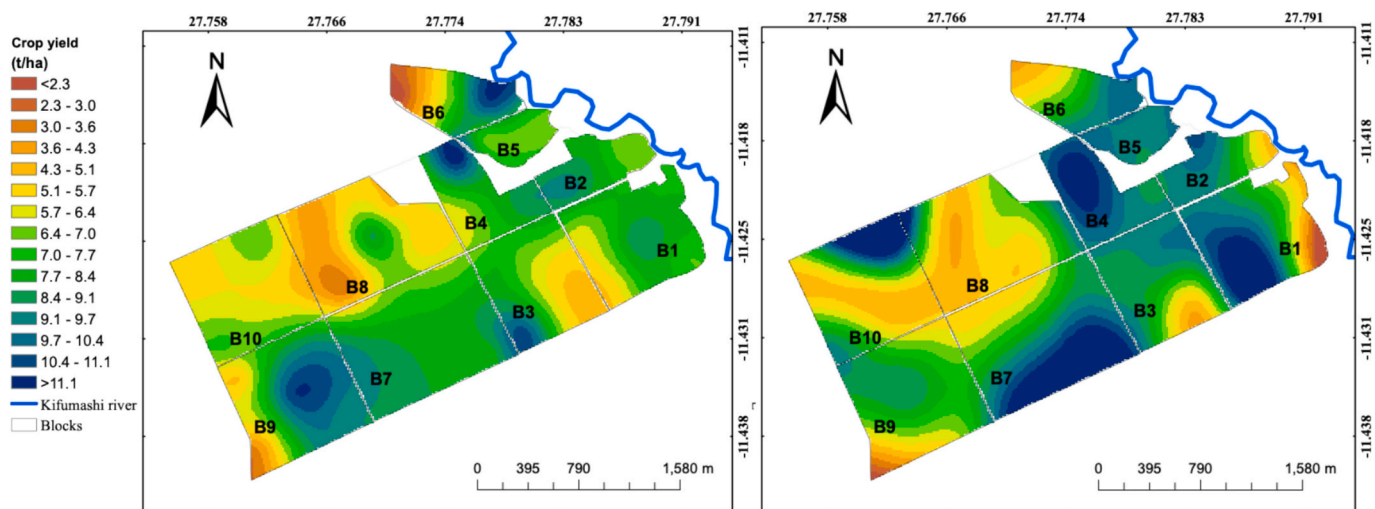 27.758 27.766 27.774 27.783 27.791
27.758 27.766 27.774 27.783 27.791
Crop yield
(t/ha)
<2.3
2.3 - 3.0
3.0 - 3.6
3.6 - 4.3
4.3 - 5.1
5.1 - 5.7
5.7 - 6.4
6.4 - 7.0
7.0 - 7.7
7.7 - 8.4
8.4 - 9.1
9.1 - 9.7
9.7 - 10.4
10.4 - 11.1
>11.1
Kifumashi river
Blocks
N
B6
B5
B2
B4
B1
B8
B3
B10
B7
B9
0 395 790 1,580 m
-11.411
-11.418
-11.425
-11.431
-11.438
N
B6
B5
B2
B4
B1
B8
B3
B10
B7
B9
0 395 790 1,580 m
-11.411
-11.418
-11.425
-11.431
-11.438